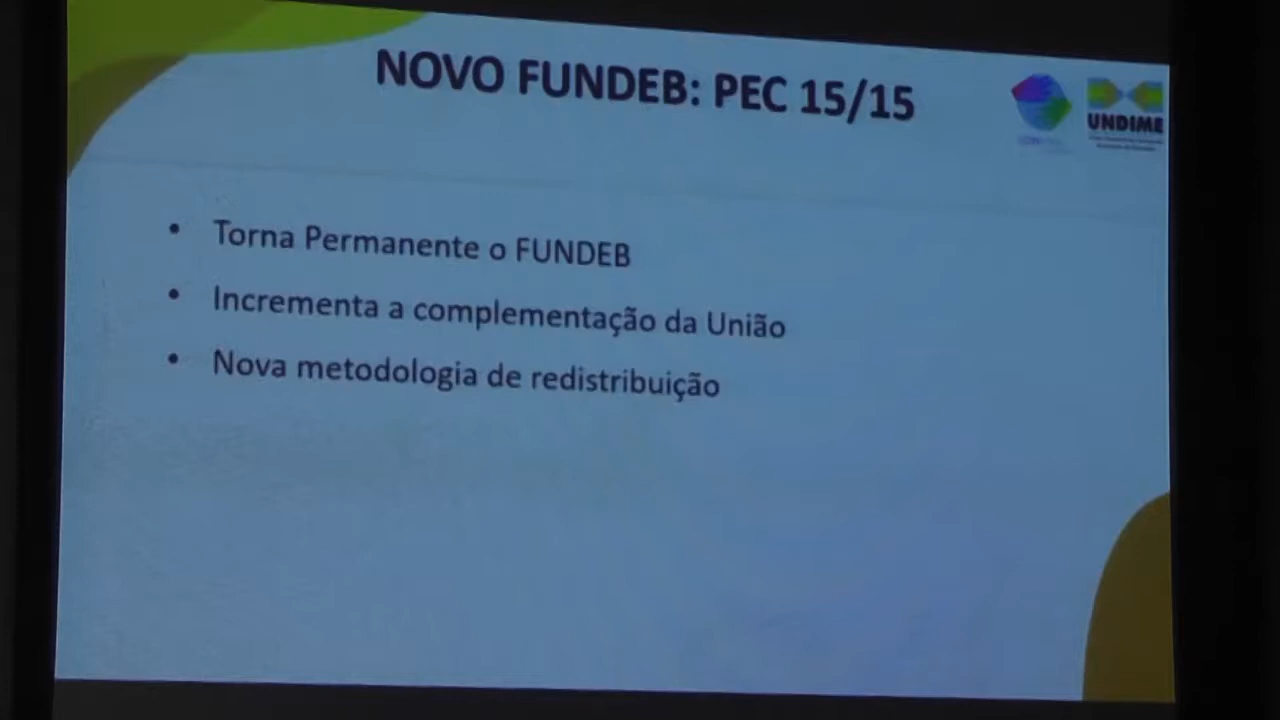 NOVO FUNDEB: PEC 15/15
UNDIME
• Torna Permanente o FUNDEB
• Incrementa a complementação da União
• Nova metodologia de redistribuição